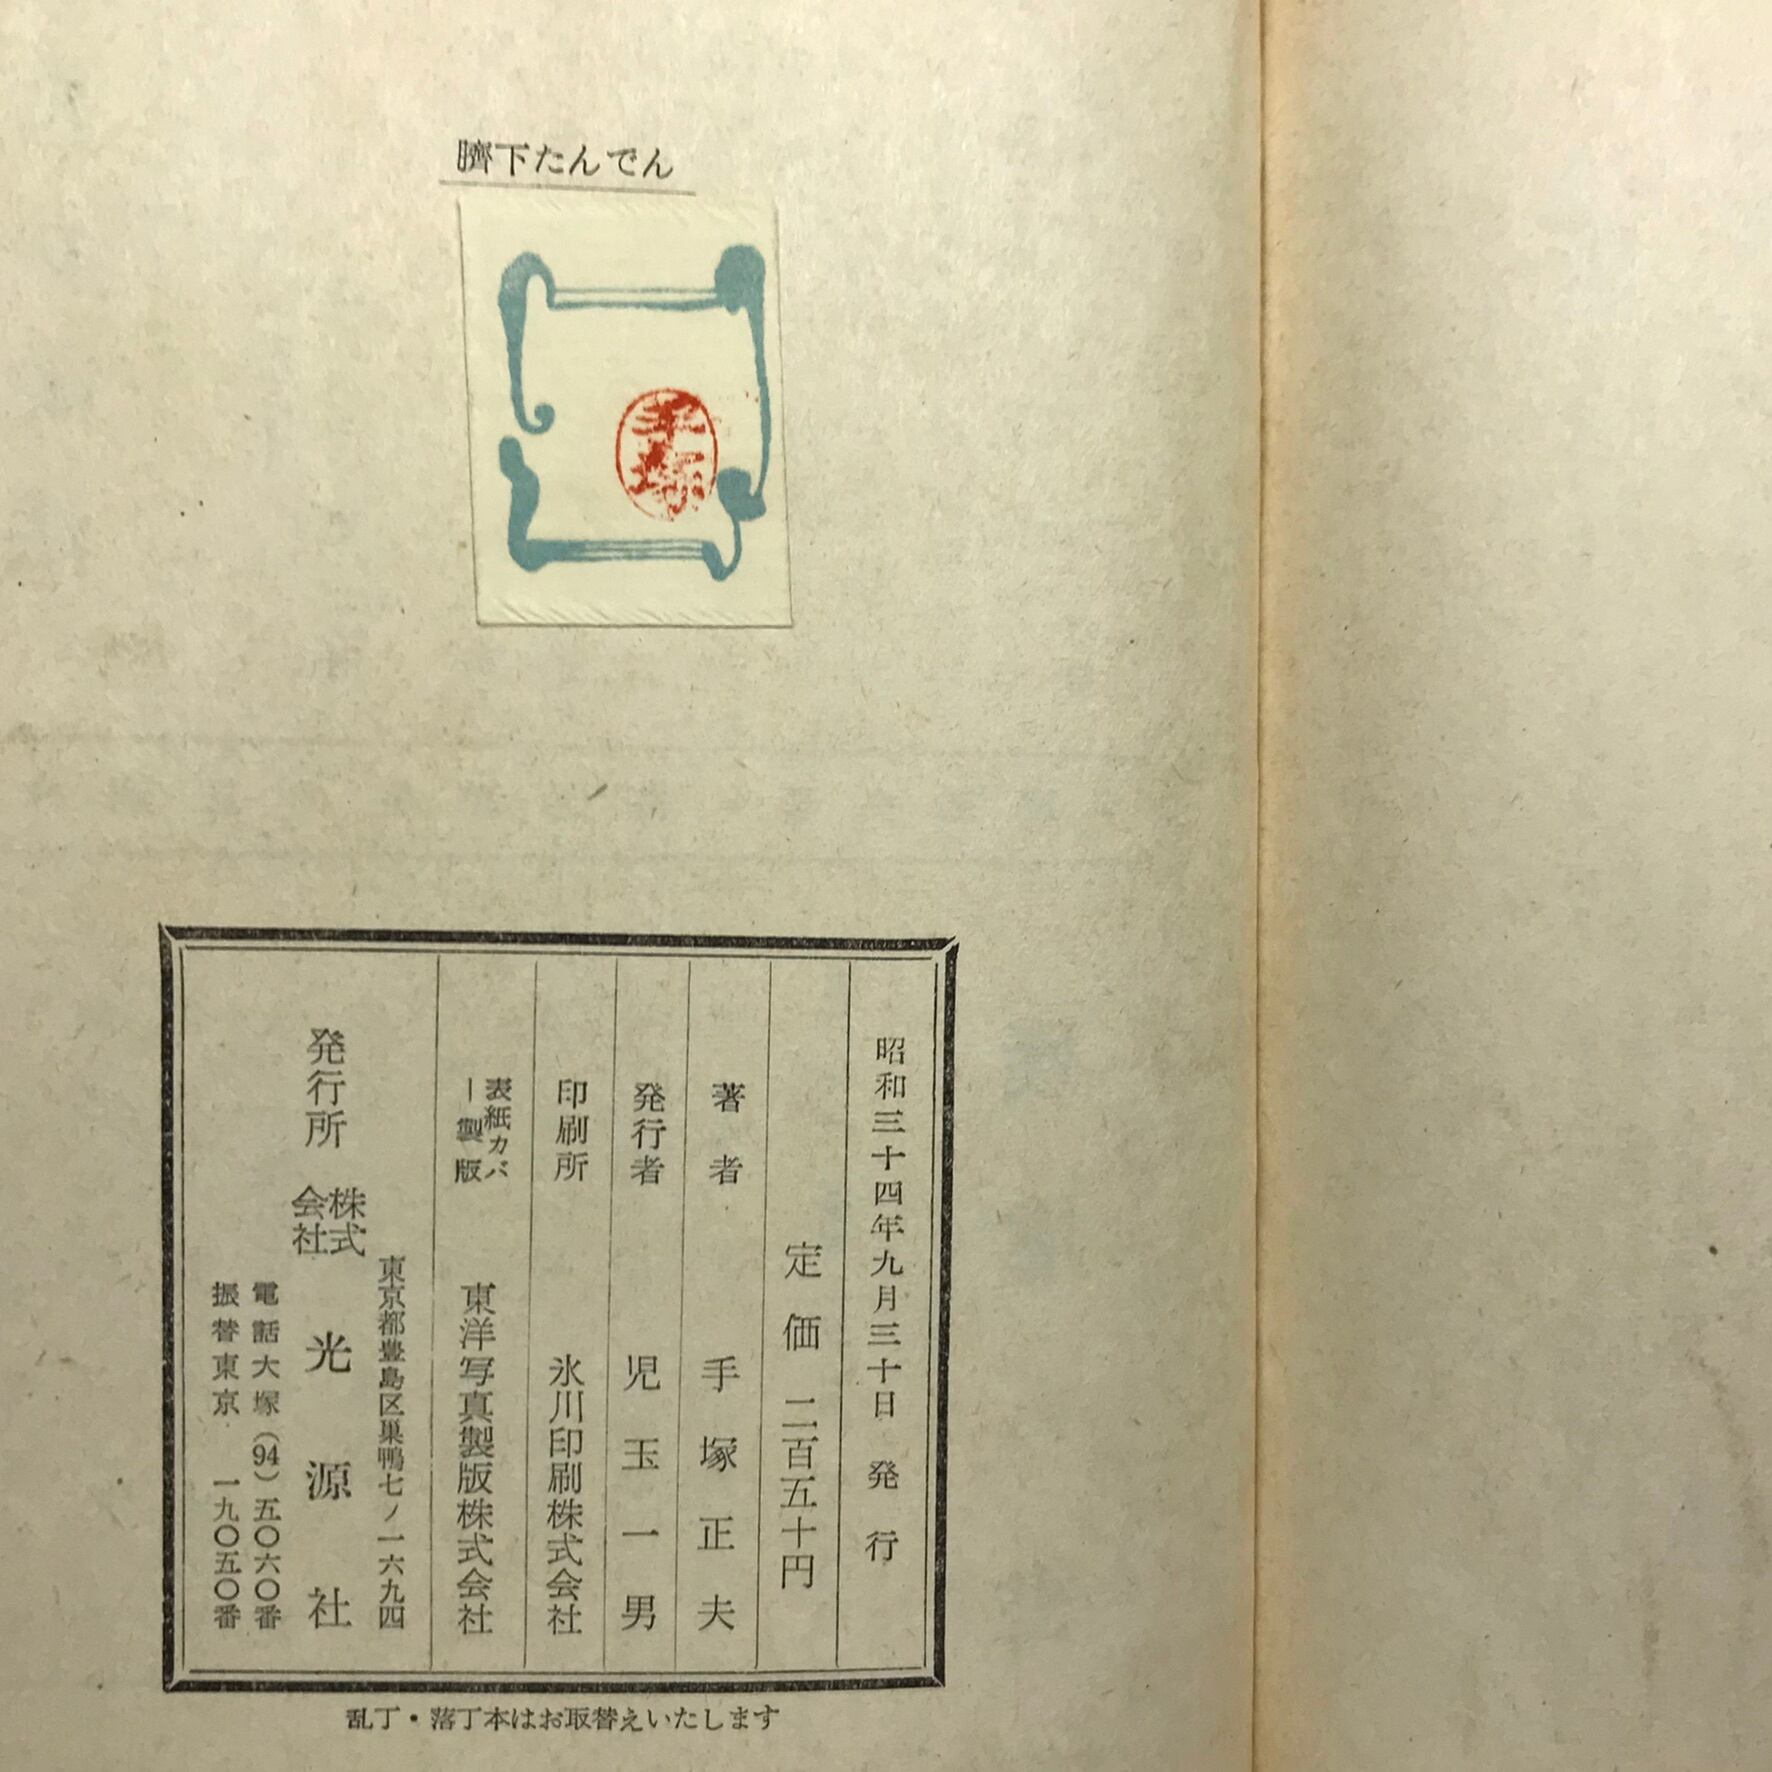 臍下たんでん
手塚
昭和三十四年九月三十日 発行
定価 二百五十円
著者 手塚正夫
発行者 児玉一男
印刷所 氷川印刷株式会社
表紙カバー製版 東洋写真製版株式会社
東京都豊島区巣鴨七ノ一六九四
発行所 株式会社 光源社
電話大塚(94)五〇六〇番
振替東京 一九〇五〇番
乱丁・落丁本はお取替えいたします